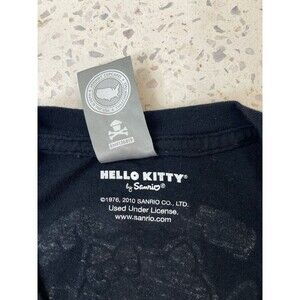 HELLO KITTY®
by Sanrio®
©1976, 2010 SANRIO CO., LTD.
Used Under License.
www.sanrio.com